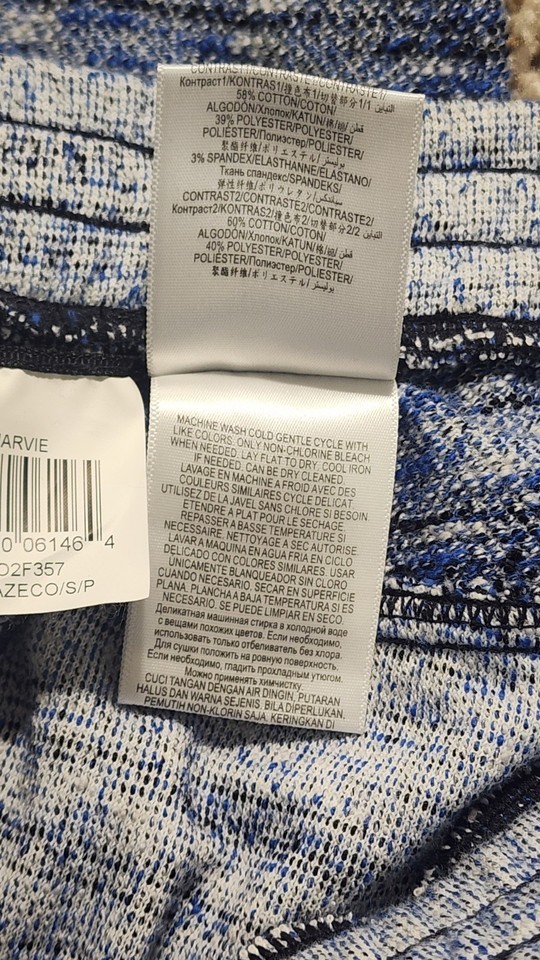 CONTRAST1/CONTRASTE1/CONTRASTE1/
Контраст1/KONTRAS1/撞色布1/切替部分1/1 التباين
58% COTTON/COTON/
ALGODÓN/Хлопок/KATUN/棉/綿/قطن
39% POLYESTER/POLYESTER/
POLIÉSTER/Полиэстер/POLIESTER/
聚酯纤维/ポリエステル/بوليستر
3% SPANDEX/ELASTHANNE/ELASTANO/
Ткань спандекс/SPANDEKS/
弹性纤维/ポリウレタン/سباندكس
CONTRAST2/CONTRASTE2/CONTRASTE2/
Контраст2/KONTRAS2/撞色布2/切替部分2/2 التباين
60% COTTON/COTON/
ALGODÓN/Хлопок/KATUN/棉/綿/قطن
40% POLYESTER/POLYESTER/
POLIÉSTER/Полиэстер/POLIESTER/
聚酯纤维/ポリエステル/بوليستر
MACHINE WASH COLD GENTLE CYCLE WITH
LIKE COLORS. ONLY NON-CHLORINE BLEACH
WHEN NEEDED. LAY FLAT TO DRY. COOL IRON
IF NEEDED. CAN BE DRY CLEANED.
LAVAGE EN MACHINE A FROID AVEC DES
COULEURS SIMILAIRES CYCLE DELICAT
UTILISEZ DE LA JAVEL SANS CHLORE SI BESOIN.
ETENDRE A PLAT POUR LE SECHAGE.
REPASSER A BASSE TEMPERATURE SI
NECESSAIRE. NETTOYAGE A SEC AUTORISE.
LAVAR A MAQUINA EN AGUA FRIA EN CICLO
DELICADO CON COLORES SIMILARES. USAR
UNICAMENTE BLANQUEADOR SIN CLORO
CUANDO NECESARIO. SECAR EN SUPERFICIE
PLANA. PLANCHA A BAJA TEMPERATURA SI ES
NECESARIO. SE PUEDE LIMPIAR EN SECO.
Деликатная машинная стирка в холодной воде
с вещами похожих цветов. Если необходимо,
использовать только отбеливатель без хлора.
Для сушки положить на ровную поверхность.
Если необходимо, гладить прохладным утюгом.
Можно применять химчистку.
CUCI TANGAN DENGAN AIR DINGIN, PUTARAN
HALUS DAN WARNA SEJENIS. BILA DIPERLUKAN.
PEMUTIH NON-KLORIN SAJA. KERINGKAN DI
ARVIE
0 06146 4
D2F357
AZECO/S/P